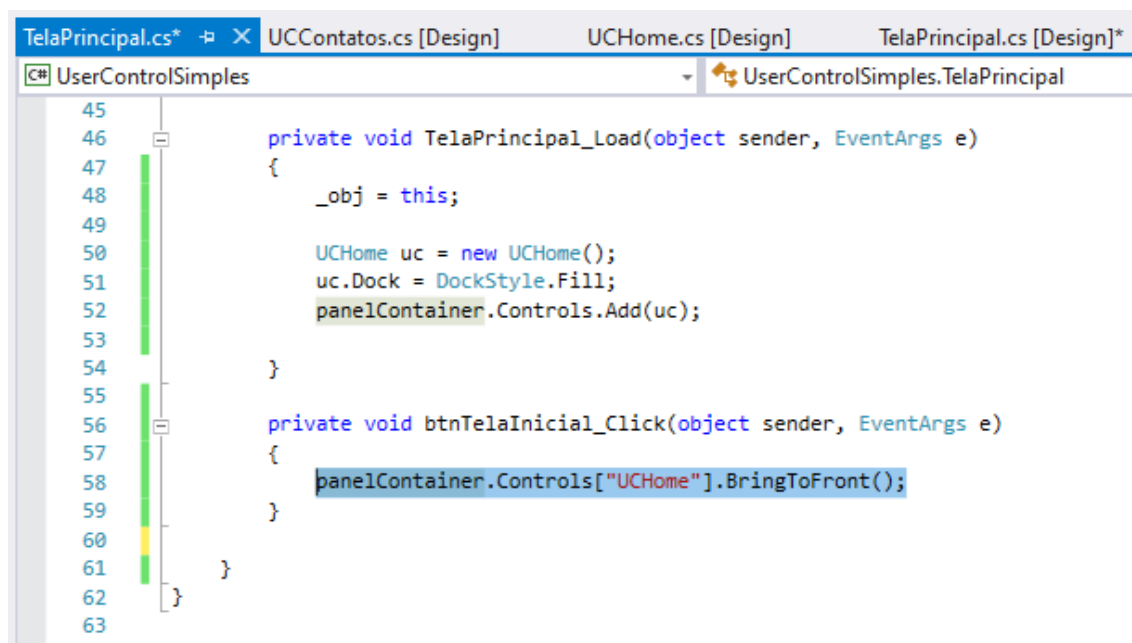 TelaPrincipal.cs* UCContatos.cs [Design] UCHome.cs [Design] TelaPrincipal.cs [Design]*
C# UserControlSimples UserControlSimples.TelaPrincipal
45
46 private void TelaPrincipal_Load(object sender, EventArgs e)
47 {
48 _obj = this;
49
50 UCHome uc = new UCHome();
51 uc.Dock = DockStyle.Fill;
52 panelContainer.Controls.Add(uc);
53
54 }
55
56 private void btnTelaInicial_Click(object sender, EventArgs e)
57 {
58 panelContainer.Controls["UCHome"].BringToFront();
59 }
60
61 }
62 }
63